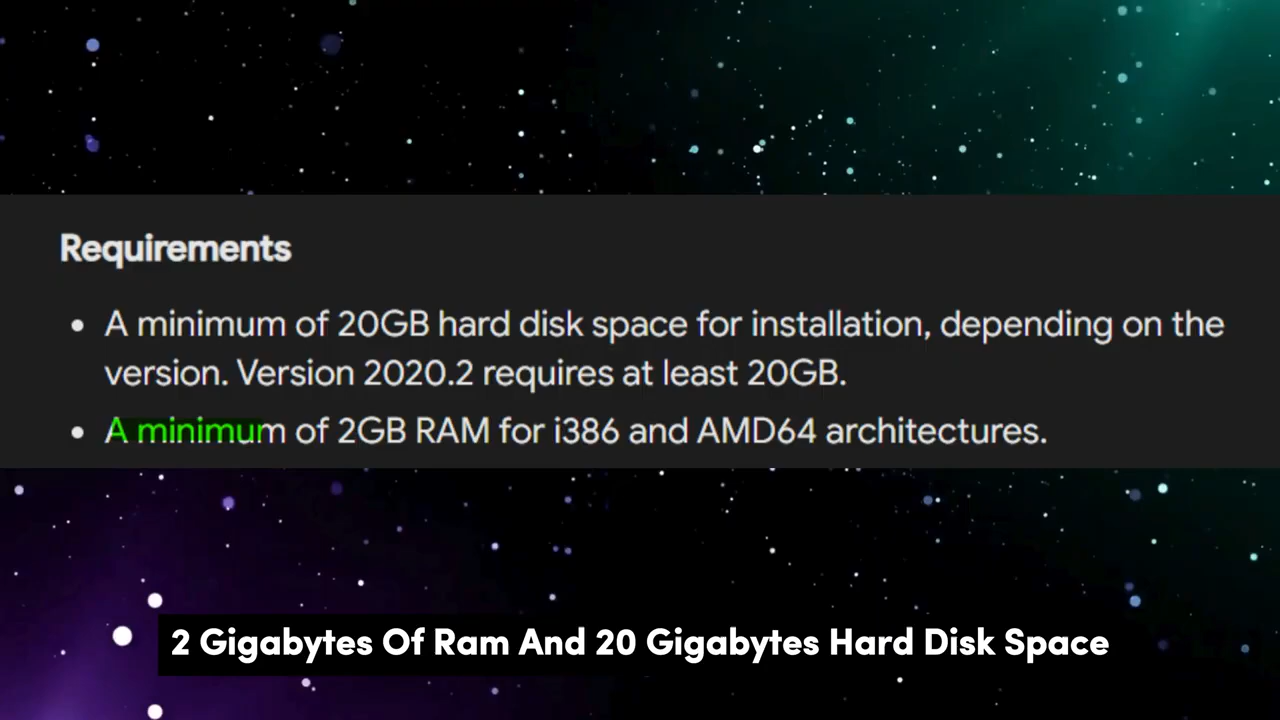 Requirements
• A minimum of 20GB hard disk space for installation, depending on the
version. Version 2020.2 requires at least 20GB.
• A minimum of 2GB RAM for i386 and AMD64 architectures.
2 Gigabytes Of Ram And 20 Gigabytes Hard Disk Space